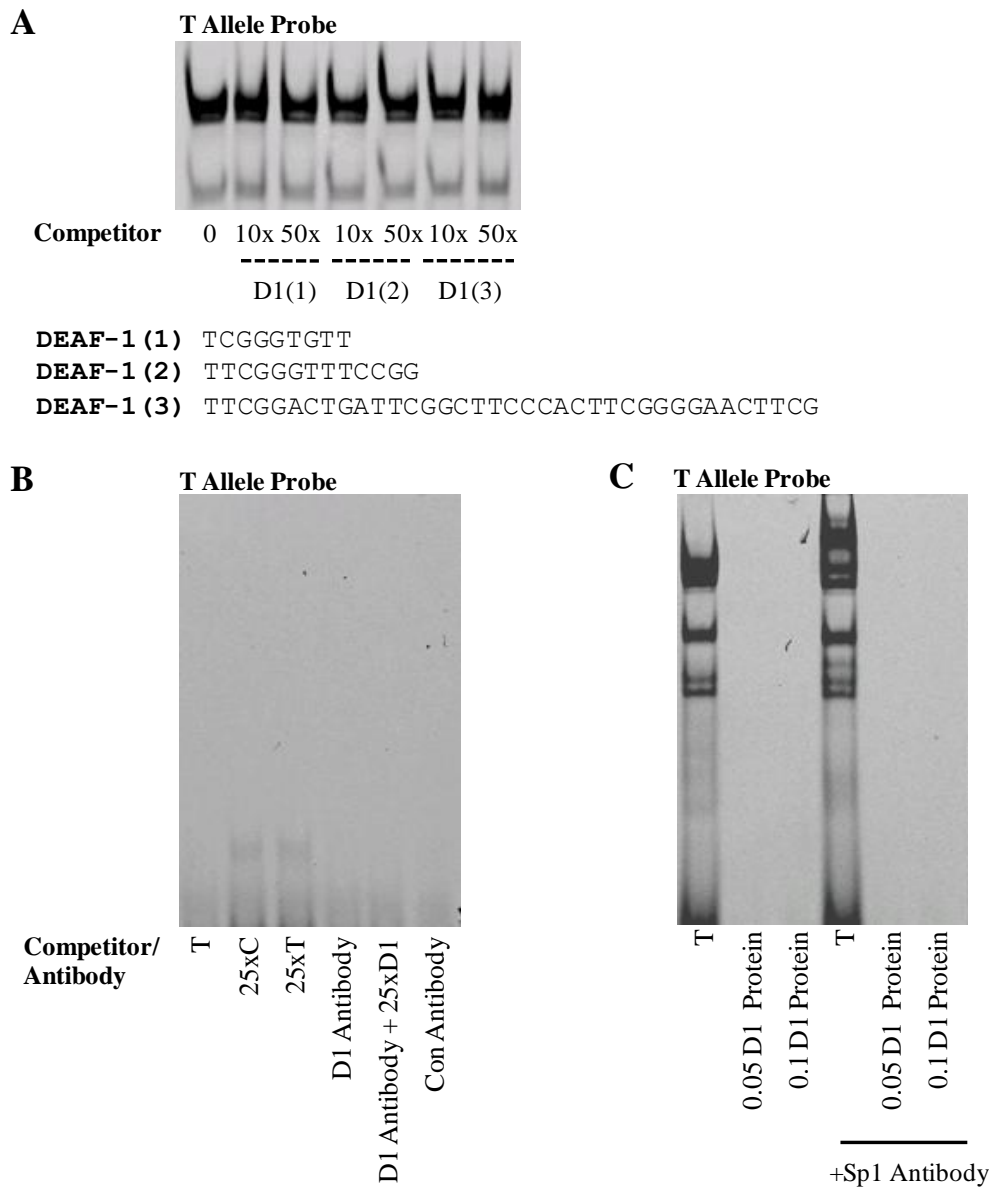 A
T Allele Probe
Competitor 0 10x 50x 10x 50x 10x 50x
D1(1) D1(2) D1(3)
DEAF-1(1) TCGGGTGTT
DEAF-1(2) TTCGGGTTTCCGG
DEAF-1(3) TTCGGACTGATTCGGCTTCCCACTTCGGGGAACTTCG
B
T Allele Probe
Competitor/
Antibody
T
25xC
25xT
D1 Antibody
D1 Antibody + 25xD1
Con Antibody
C
T Allele Probe
T
0.05 D1 Protein
0.1 D1 Protein
T
0.05 D1 Protein
0.1 D1 Protein
+Sp1 Antibody